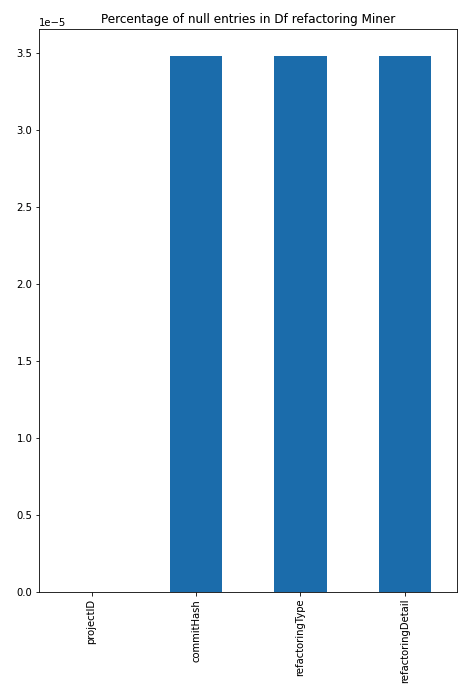 Percentage of null entries in Df refactoring Miner
1e−5
3.5
3.0
2.5
2.0
1.5
1.0
0.5
0.0
projectID
commitHash
refactoringType
refactoringDetail